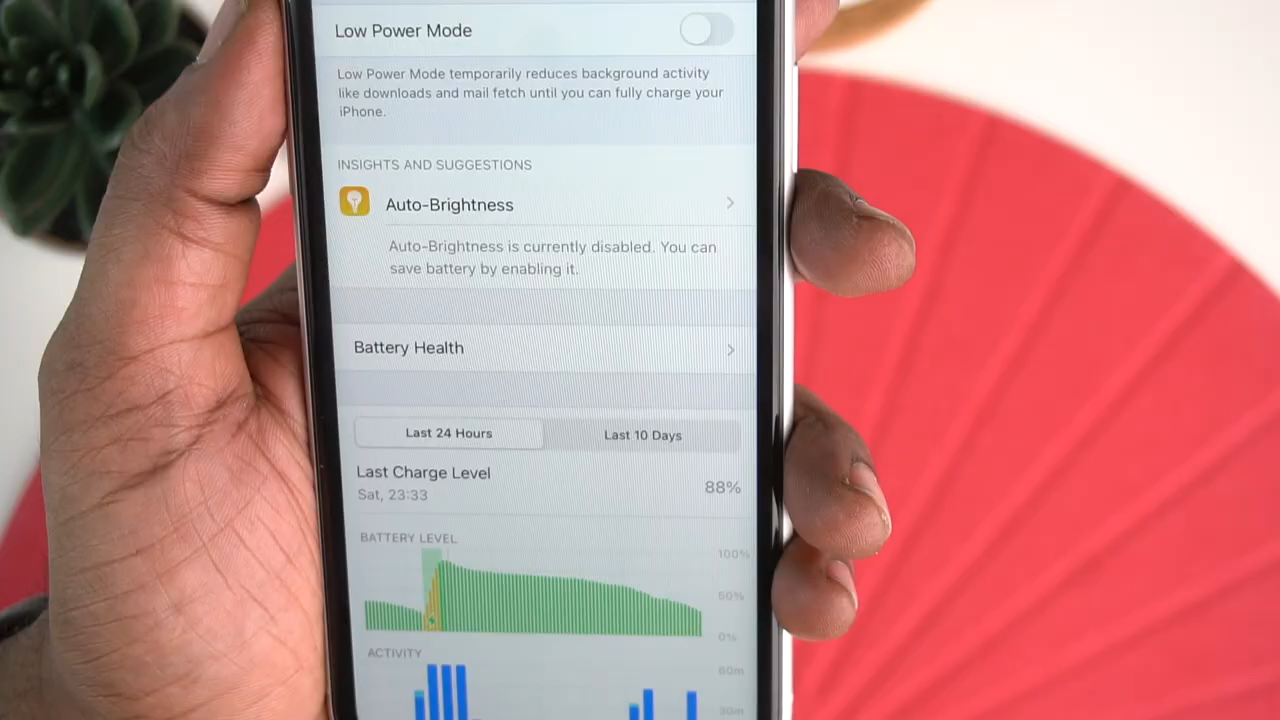 Low Power Mode
Low Power Mode temporarily reduces background activity
like downloads and mail fetch until you can fully charge your
iPhone.
INSIGHTS AND SUGGESTIONS
Auto-Brightness
Auto-Brightness is currently disabled. You can
save battery by enabling it.
Battery Health
Last 24 Hours
Last 10 Days
Last Charge Level
Sat, 23:33
88%
BATTERY LEVEL
100%
50%
0%
ACTIVITY
60m
30m